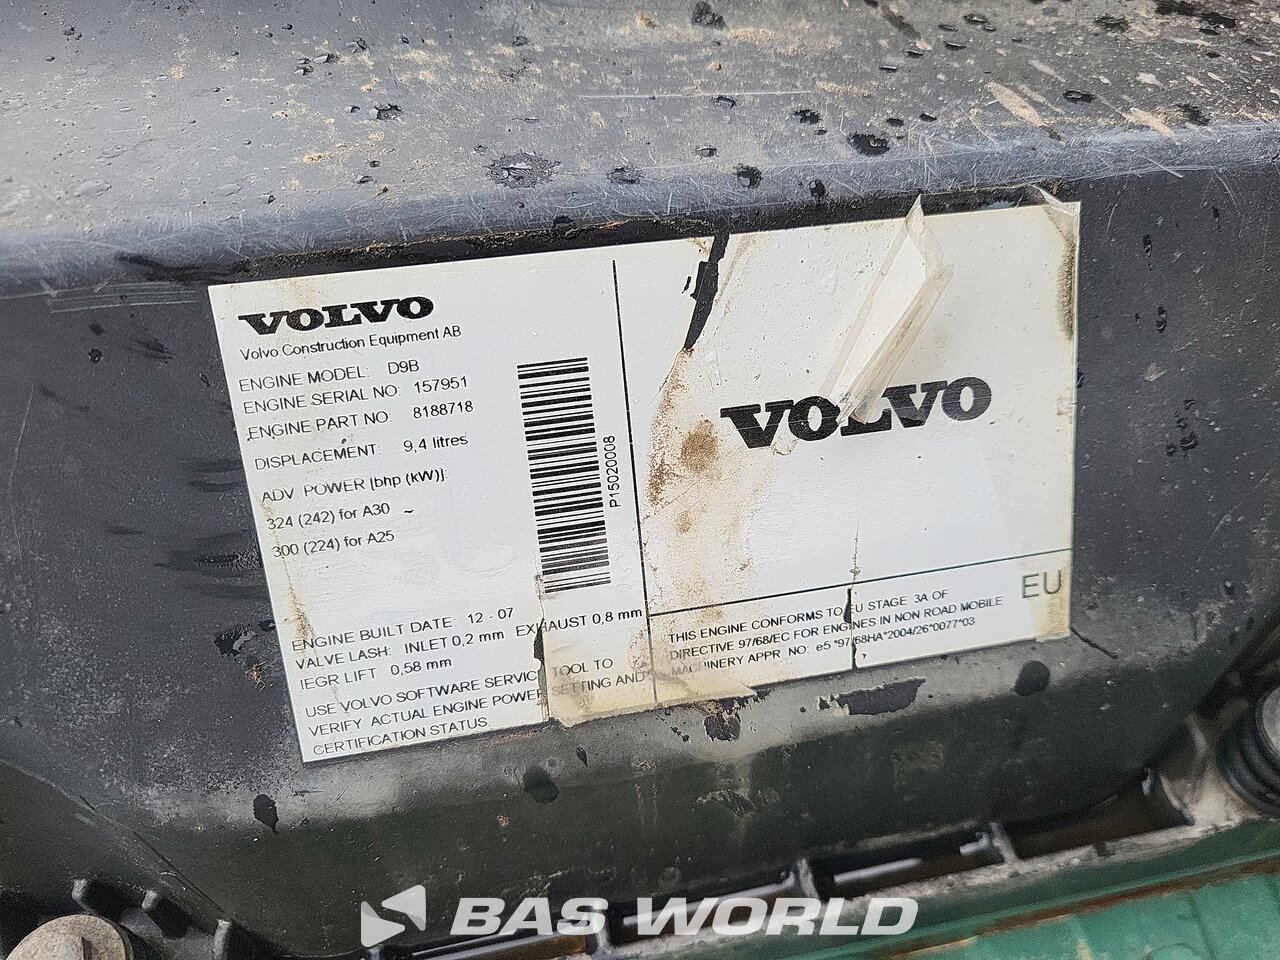 VOLVO
Volvo Construction Equipment AB
ENGINE MODEL: D9B
ENGINE SERIAL NO: 157951
ENGINE PART NO: 8188718
DISPLACEMENT: 9,4 litres
ADV. POWER [bhp (kW)]:
324 (242) for A30
300 (224) for A25
P15020008
ENGINE BUILT DATE: 12 - 07
VALVE LASH: INLET 0,2 mm EXHAUST 0,8 mm
IEGR LIFT 0,58 mm
USE VOLVO SOFTWARE SERVICE TOOL TO
VERIFY ACTUAL ENGINE POWER SETTING AND
CERTIFICATION STATUS.
VOLVO
THIS ENGINE CONFORMS TO EU STAGE 3A OF
DIRECTIVE 97/68/EC FOR ENGINES IN NON ROAD MOBILE
MACHINERY APPR. NO: e5*97/68HA*2004/26*0077*03
EU
BAS WORLD